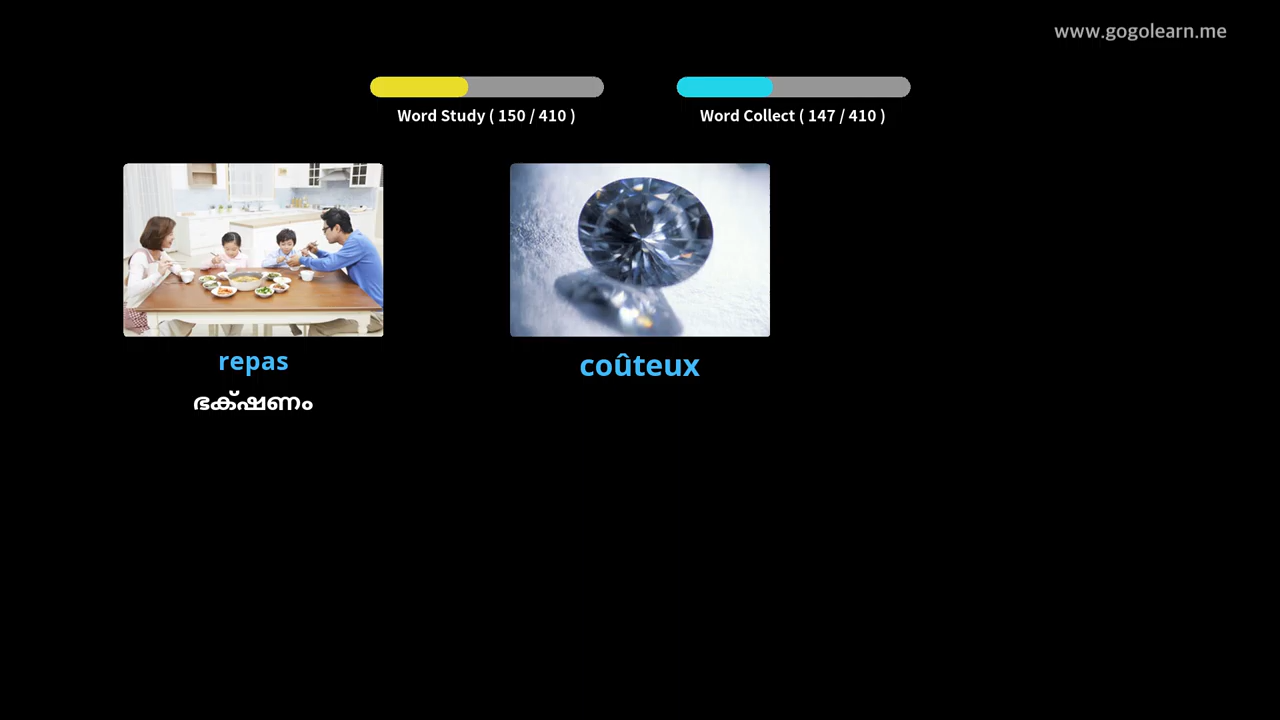 www.gogolearn.me
Word Study ( 150 / 410 )
Word Collect ( 147 / 410 )
repas
ഭക്ഷണം
coûteux